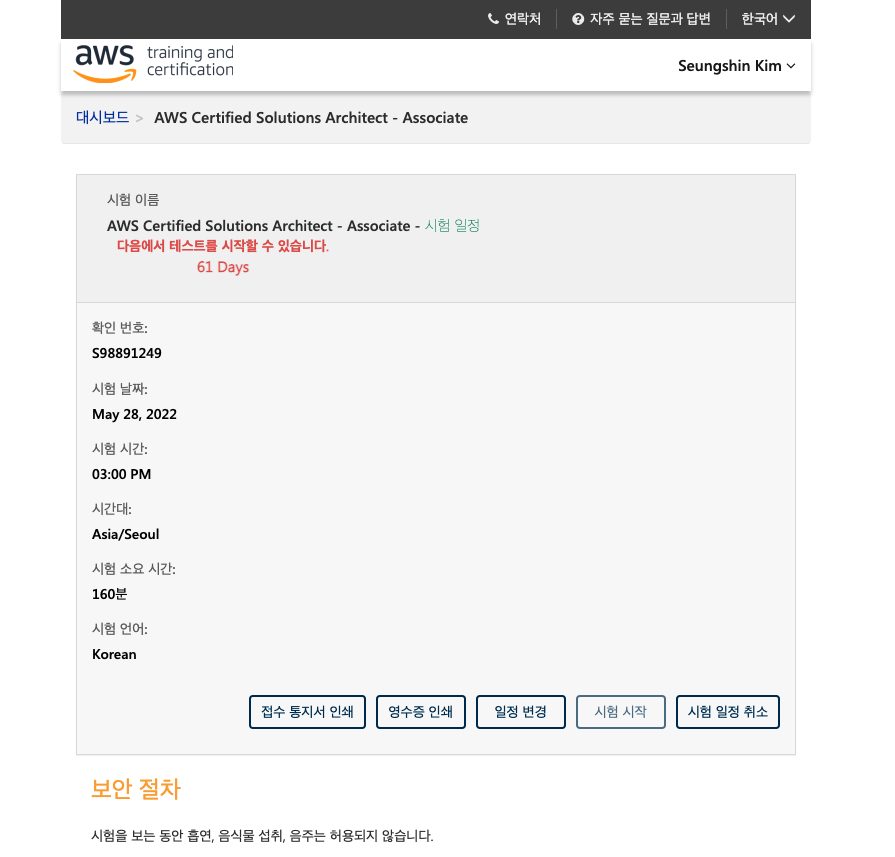 연락처 자주 묻는 질문과 답변 한국어
aws training and certification
Seungshin Kim
대시보드 > AWS Certified Solutions Architect - Associate
시험 이름
AWS Certified Solutions Architect - Associate - 시험 일정
다음에서 테스트를 시작할 수 있습니다.
61 Days
확인 번호:
S98891249
시험 날짜:
May 28, 2022
시험 시간:
03:00 PM
시간대:
Asia/Seoul
시험 소요 시간:
160분
시험 언어:
Korean
접수 통지서 인쇄 영수증 인쇄 일정 변경 시험 시작 시험 일정 취소
보안 절차
시험을 보는 동안 흡연, 음식물 섭취, 음주는 허용되지 않습니다.